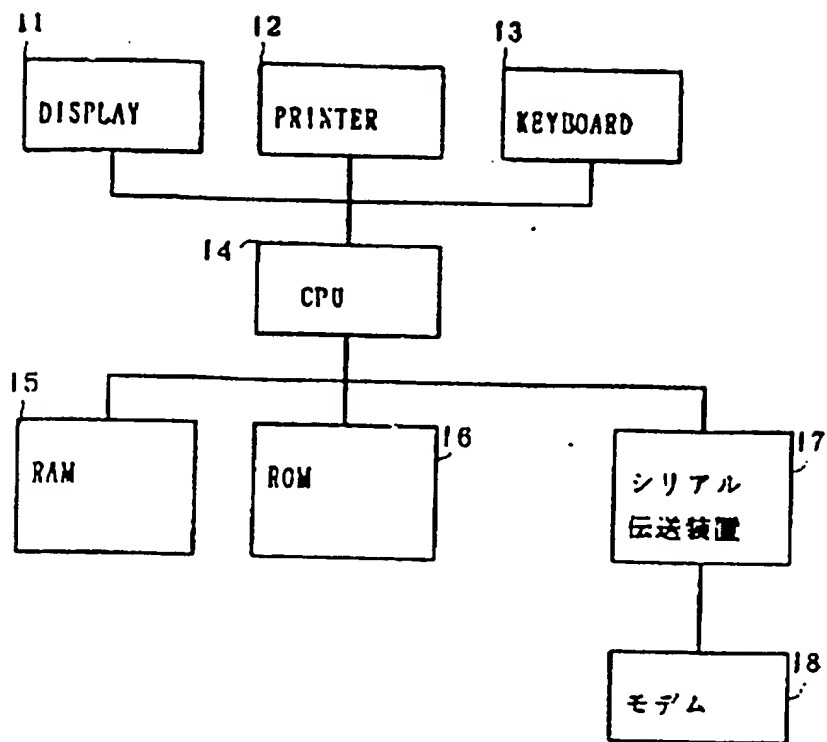 11
12
13
DISPLAY
PRINTER
KEYBOARD
14
CPU
15
16
17
RAM
ROM
シリアル
伝送装置
18
モデム